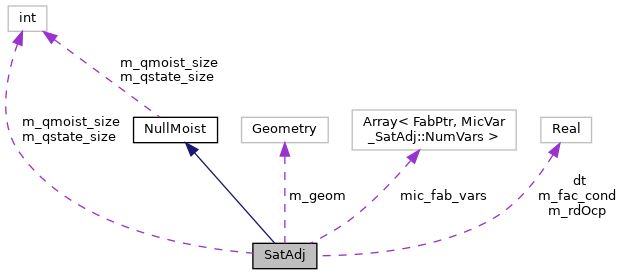 int
m_qmoist_size
m_qstate_size
m_qmoist_size
m_qstate_size
NullMoist
Geometry
Array< FabPtr, MicVar
_SatAdj::NumVars >
Real
m_geom
mic_fab_vars
dt
m_fac_cond
m_rdOcp
SatAdj